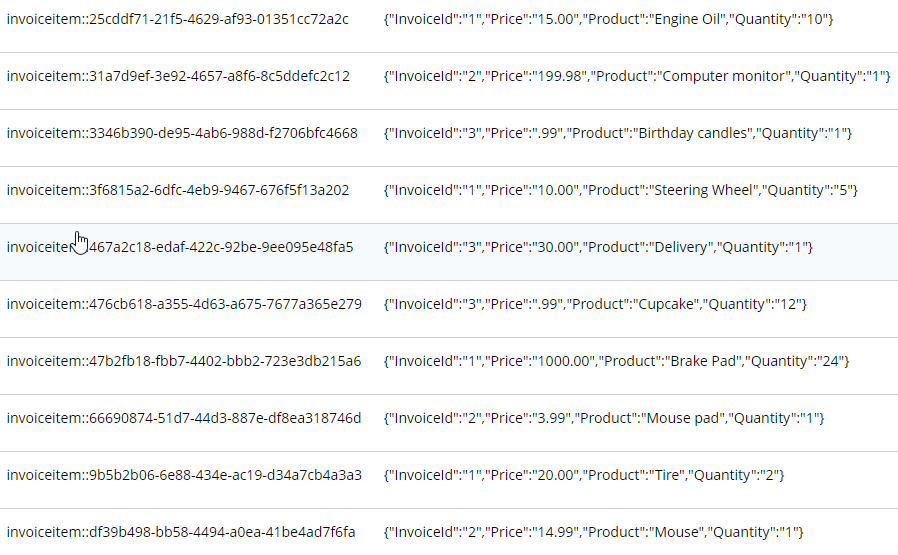 invoiceitem::25cddf71-21f5-4629-af93-01351cc72a2c {"InvoiceId":"1","Price":"15.00","Product":"Engine Oil","Quantity":"10"}
invoiceitem::31a7d9ef-3e92-4657-a8f6-8c5ddefc2c12 {"InvoiceId":"2","Price":"199.98","Product":"Computer monitor","Quantity":"1"}
invoiceitem::3346b390-de95-4ab6-988d-f2706bfc4668 {"InvoiceId":"3","Price":".99","Product":"Birthday candles","Quantity":"1"}
invoiceitem::3f6815a2-6dfc-4eb9-9467-676f5f13a202 {"InvoiceId":"1","Price":"10.00","Product":"Steering Wheel","Quantity":"5"}
invoiceitem::467a2c18-edaf-422c-92be-9ee095e48fa5 {"InvoiceId":"3","Price":"30.00","Product":"Delivery","Quantity":"1"}
invoiceitem::476cb618-a355-4d63-a675-7677a365e279 {"InvoiceId":"3","Price":".99","Product":"Cupcake","Quantity":"12"}
invoiceitem::47b2fb18-fbb7-4402-bbb2-723e3db215a6 {"InvoiceId":"1","Price":"1000.00","Product":"Brake Pad","Quantity":"24"}
invoiceitem::66690874-51d7-44d3-887e-df8ea318746d {"InvoiceId":"2","Price":"3.99","Product":"Mouse pad","Quantity":"1"}
invoiceitem::9b5b2b06-6e88-434e-ac19-d34a7cb4a3a3 {"InvoiceId":"1","Price":"20.00","Product":"Tire","Quantity":"2"}
invoiceitem::df39b498-bb58-4494-a0ea-41be4ad7f6fa {"InvoiceId":"2","Price":"14.99","Product":"Mouse","Quantity":"1"}